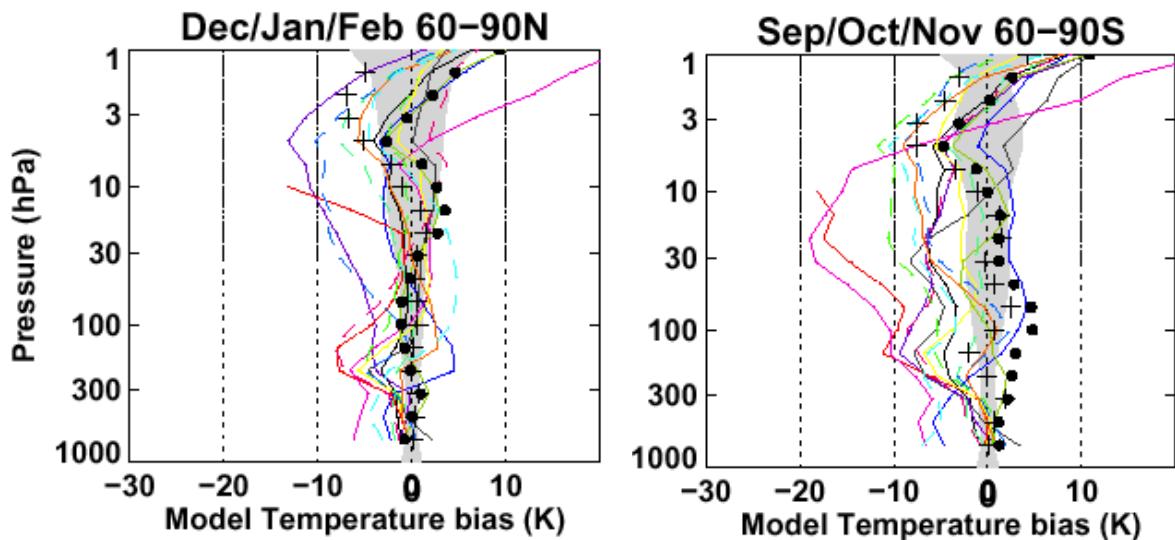 Dec/Jan/Feb 60−90N
Sep/Oct/Nov 60−90S
Pressure (hPa)
1
3
10
30
100
300
1000
−30 −20 −10 0 0 10
Model Temperature bias (K)
1
3
10
30
100
300
1000
−30 −20 −10 0 0 10
Model Temperature bias (K)